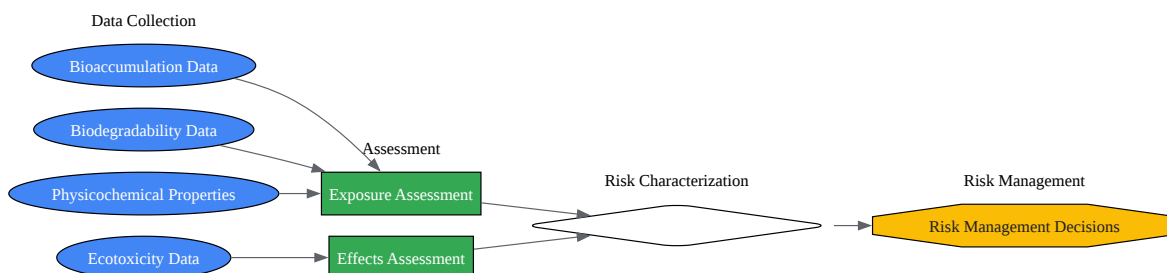 Data Collection
Bioaccumulation Data
Biodegradability Data
Assessment
Physicochemical Properties
Exposure Assessment
Risk Characterization
Risk Management
Risk Management Decisions
Ecotoxicity Data
Effects Assessment